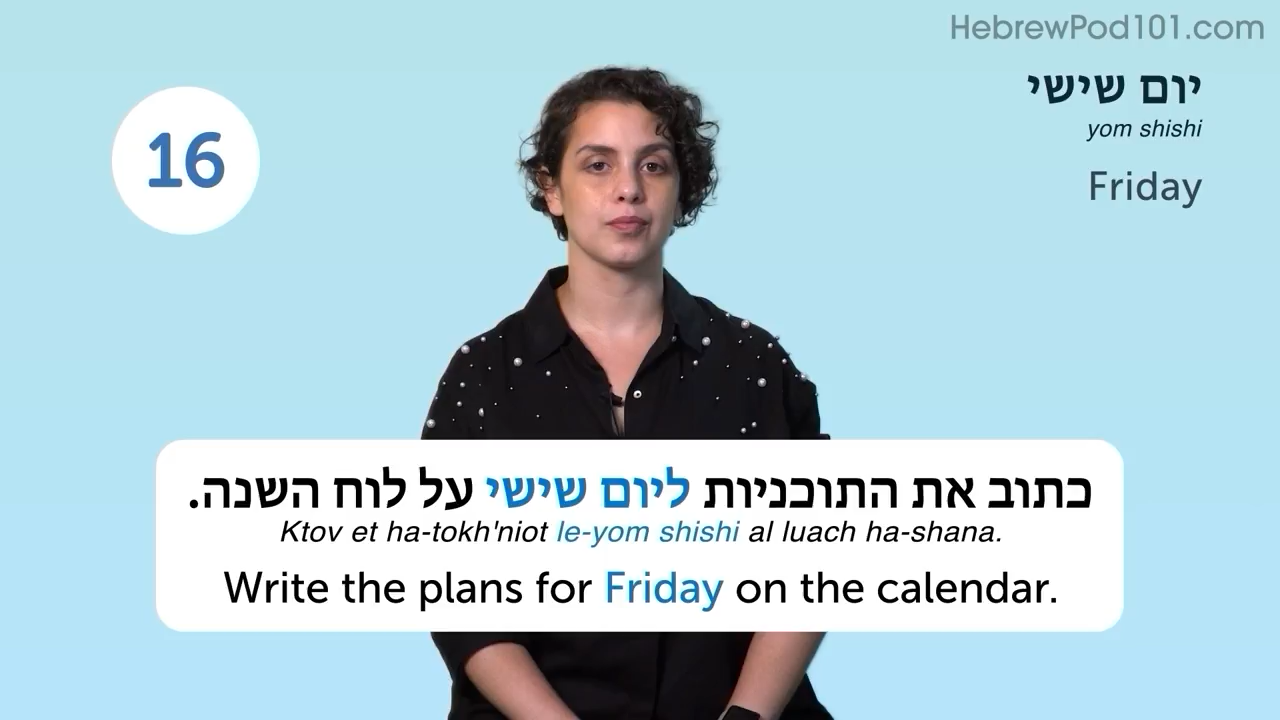 HebrewPod101.com
16
יום שישי
yom shishi
Friday
כתוב את התוכניות ליום שישי על לוח השנה.
Ktov et ha-tokh'niot le-yom shishi al luach ha-shana.
Write the plans for Friday on the calendar.